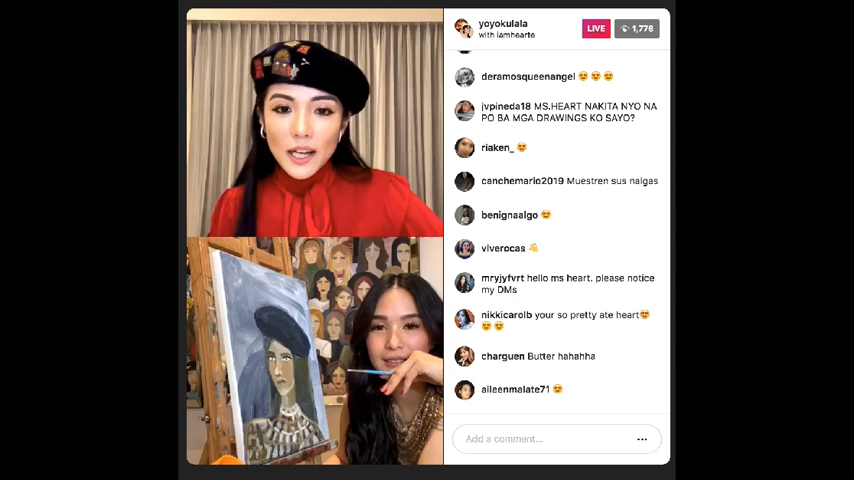 yoyokulala
with iamhearte
LIVE
1,776
deramosqueenangel 😍 😍 😍
jvpineda18 MS.HEART NAKITA NYO NA
PO BA MGA DRAWINGS KO SAYO?
riaken_ 😍
canchemario2019 Muestren sus nalgas
benignaalgo 😍
viverocas 👋
mryjyfvrt hello ms heart. please notice
my DMs
nikkicarolb your so pretty ate heart😍
😍 😍
charguen Butter hahahha
aileenmalate71 😍
Add a comment...